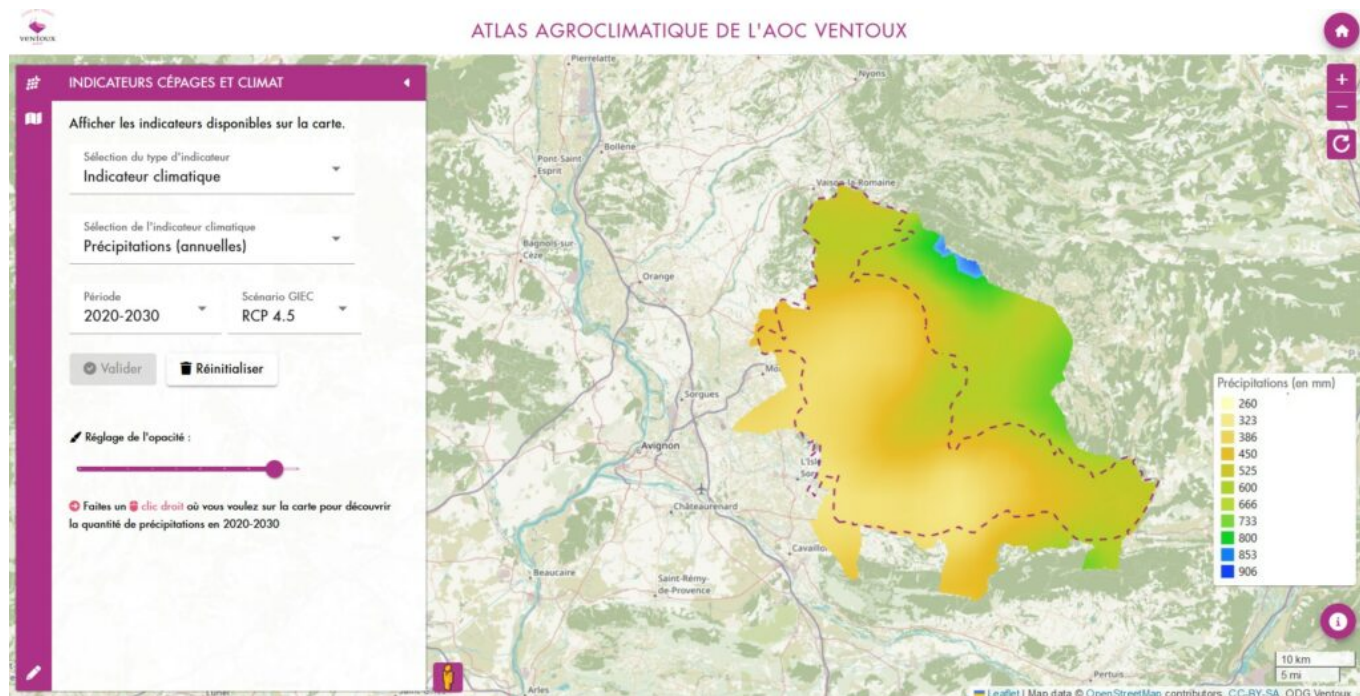 VENTOUX
ATLAS AGROCLIMATIQUE DE L'AOC VENTOUX
INDICATEURS CÉPAGES ET CLIMAT
Afficher les indicateurs disponibles sur la carte.
Sélection du type d'indicateur
Indicateur climatique
Sélection de l'indicateur climatique
Précipitations (annuelles)
Période
2020-2030
Scénario GIEC
RCP 4.5
Valider
Réinitialiser
Réglage de l'opacité :
Faites un clic droit où vous voulez sur la carte pour découvrir
la quantité de précipitations en 2020-2030
Pierrelatte
Nyons
Bollène
Pont-Saint
Esprit
Vaison-la-Romaine
Bagnols-sur-
Cèze
Orange
Mo
Sorgues
Avignon
L'Isle
Sor
Châteaurenard
Cavaillon
Beaucaire
Saint-Rémy-
de-Provence
Pertuis
Arles
Lunel
+
−
Précipitations (en mm)
260
323
386
450
525
600
666
733
800
853
906
10 km
5 mi
Leaflet | Map data © OpenStreetMap contributors, CC-BY-SA, ODG Ventoux